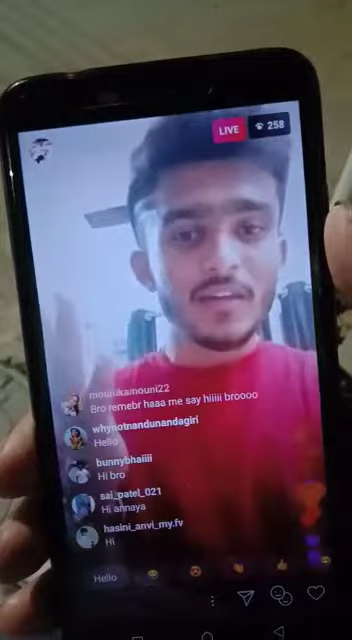 LIVE 258
mounikamouni22
Bro remebr haaa me say hiiiii broooo
whynotnandunandagiri
Hello
bunnybhaiiii
Hi bro
sai_patel_021
Hi annaya
hasini_anvi_my.fv
Hi
Hello